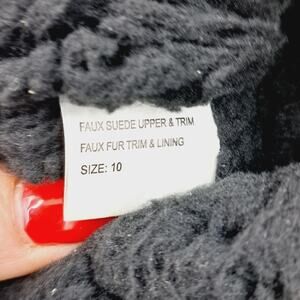 FAUX SUEDE UPPER & TRIM
FAUX FUR TRIM & LINING
SIZE: 10